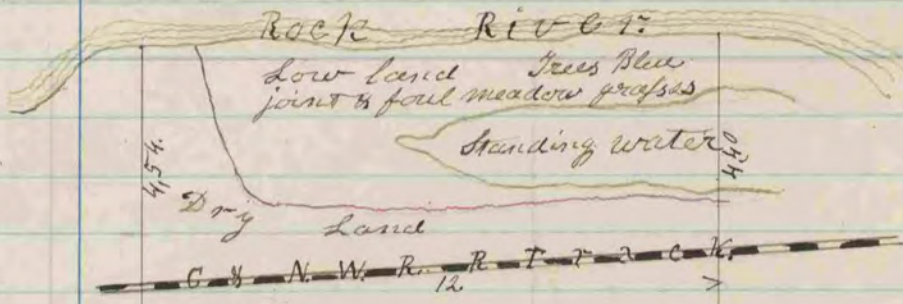 Rock River
Low land Trees Blue
joint & foul meadow grasses
Standing water
4,54.
4,40
Dry Land
C & N. W. R. R Track.
12